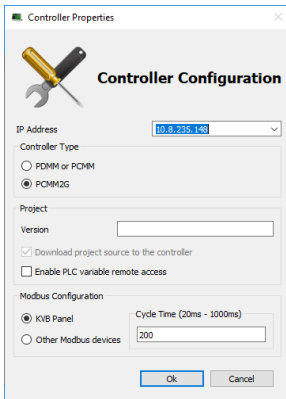 Controller Properties
Controller Configuration
IP Address
10.8.235.148
Controller Type
PDMM or PCMM
PCMM2G
Project
Version
Download project source to the controller
Enable PLC variable remote access
Modbus Configuration
KVB Panel
Other Modbus devices
Cycle Time (20ms - 1000ms)
200
Ok
Cancel